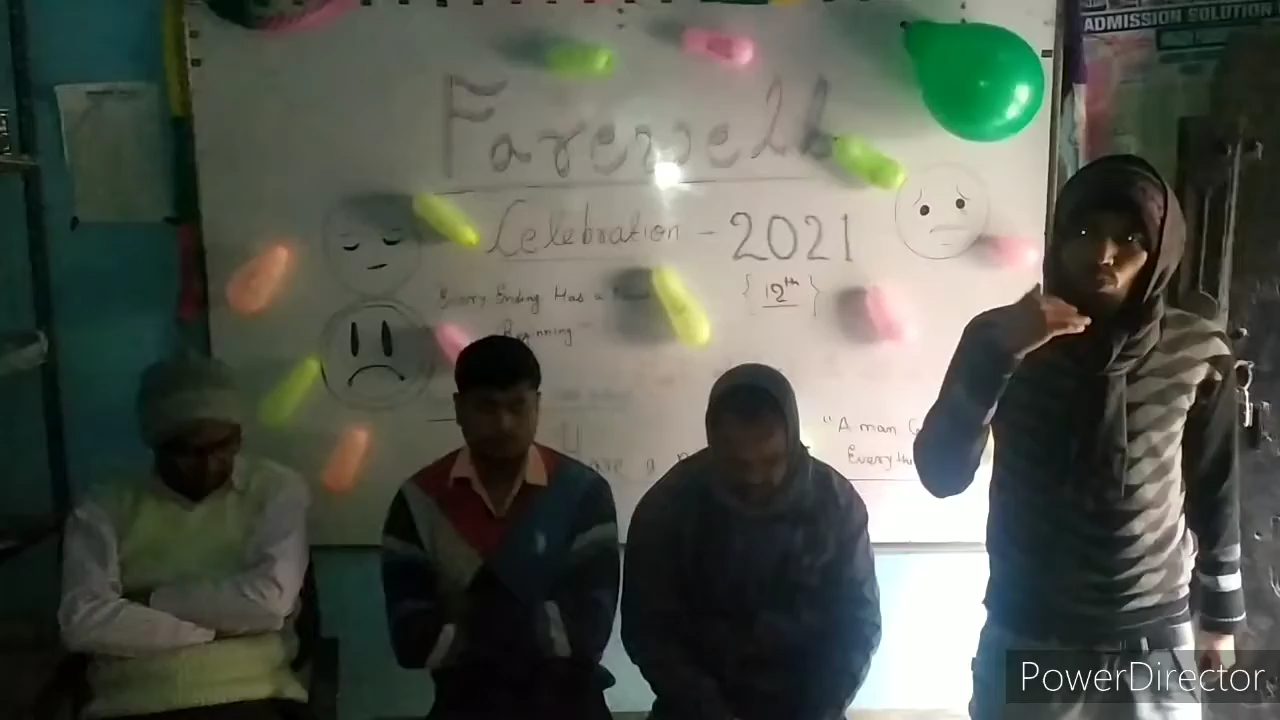 ADMISSION SOLUTION
Farewell
Celebration - 2021
{12th}
Every Ending Has a
Beginning
"A man
Every
PowerDirector